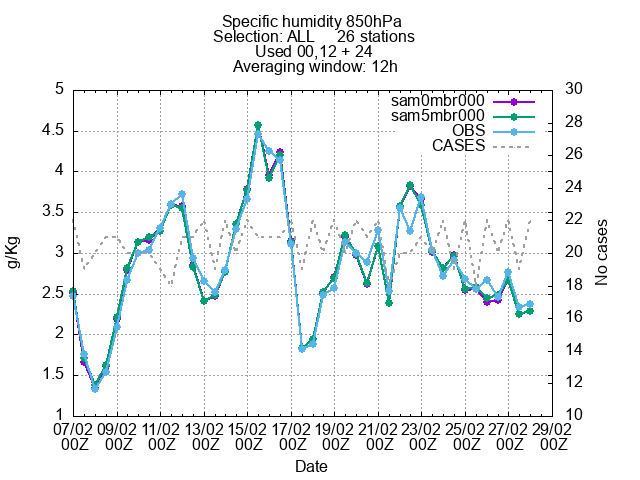 Specific humidity 850hPa
Selection: ALL 26 stations
Used 00,12 + 24
Averaging window: 12h
sam0mbr000
sam5mbr000
OBS
CASES
5
4.5
4
3.5
3
2.5
2
1.5
1
30
28
26
24
22
20
18
16
14
12
10
g/Kg
No cases
07/02 09/02 11/02 13/02 15/02 17/02 19/02 21/02 23/02 25/02 27/02 29/02
00Z 00Z 00Z 00Z 00Z 00Z 00Z 00Z 00Z 00Z 00Z 00Z
Date